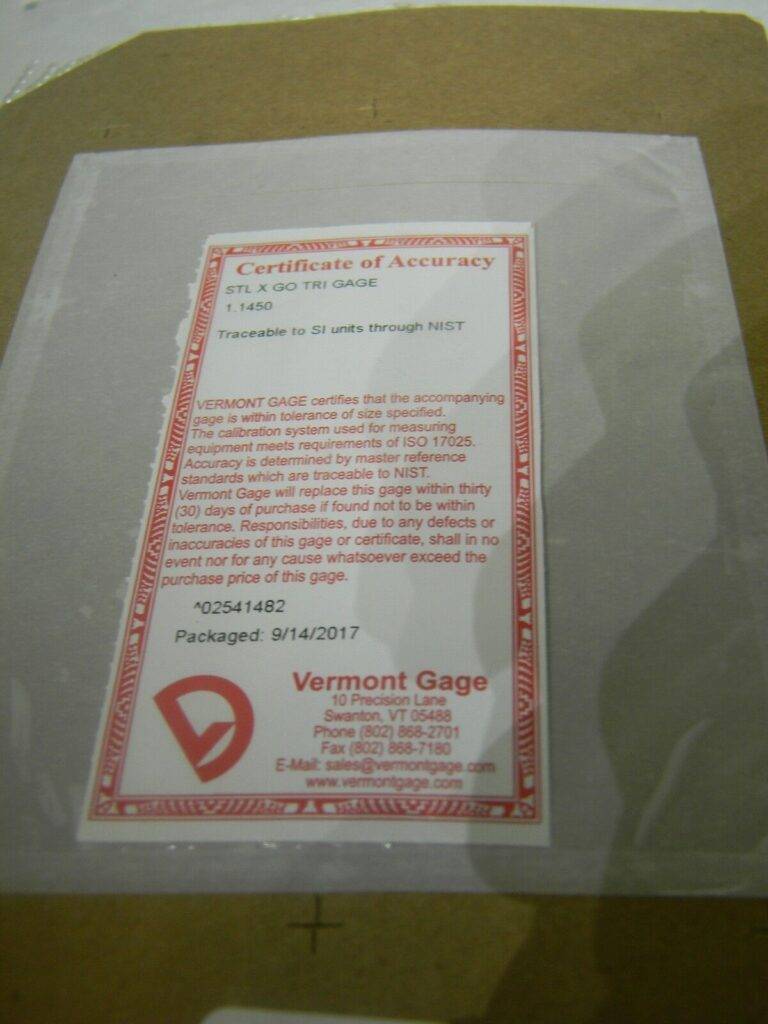 Certificate of Accuracy
STL X GO TRI GAGE
1.1450
Traceable to SI units through NIST
VERMONT GAGE certifies that the accompanying
gage is within tolerance of size specified.
The calibration system used for measuring
equipment meets requirements of ISO 17025.
Accuracy is determined by master reference
standards which are traceable to NIST.
Vermont Gage will replace this gage within thirty
(30) days of purchase if found not to be within
tolerance. Responsibilities, due to any defects or
inaccuracies of this gage or certificate, shall in no
event nor for any cause whatsoever exceed the
purchase price of this gage.
^02541482
Packaged: 9/14/2017
Vermont Gage
10 Precision Lane
Swanton, VT 05488
Phone (802) 868-2701
Fax (802) 868-7180
E-Mail: sales@vermontgage.com
www.vermontgage.com